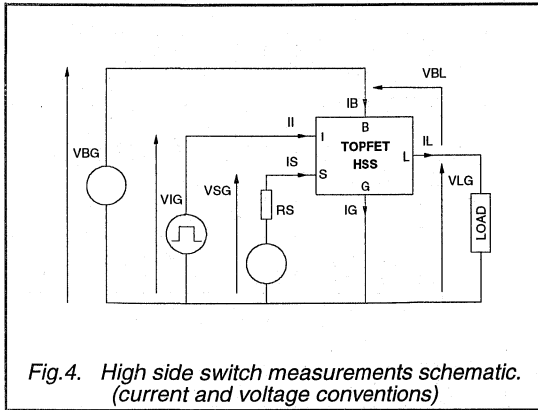 VBL
IB
B
II
I
TOPFET
HSS
L
IL
IS
S
VBG
VSG
VLG
VIG
RS
G
IG
LOAD
Fig.4. High side switch measurements schematic.
(current and voltage conventions)